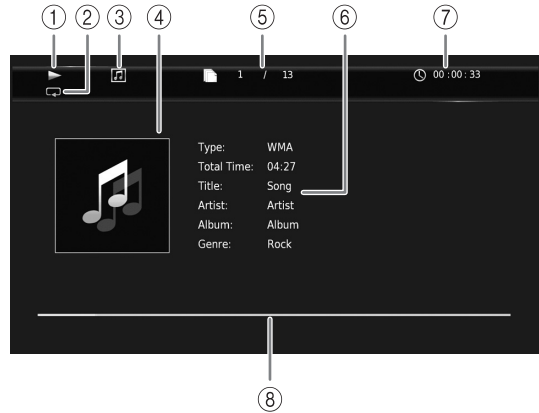 ① ② ③ ④ ⑤ ⑥ ⑦
1 / 13 00:00:33
Type: WMA
Total Time: 04:27
Title: Song
Artist: Artist
Album: Album
Genre: Rock
⑧